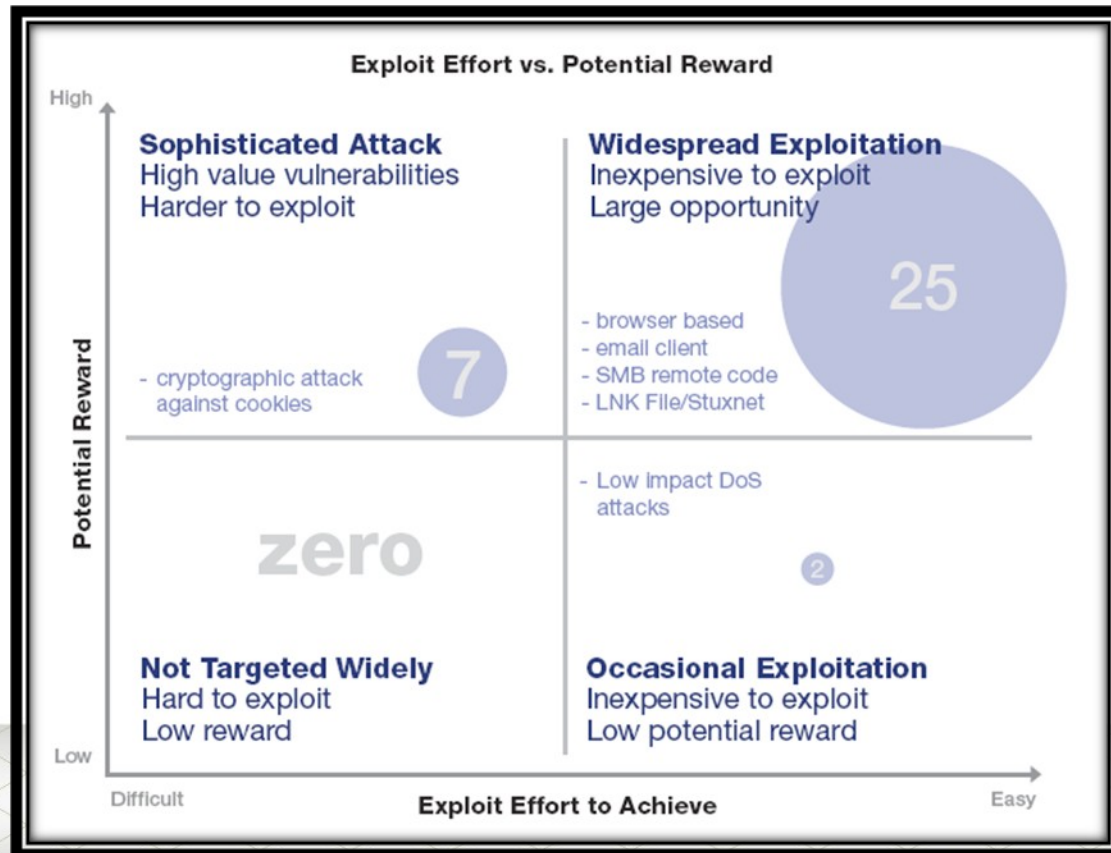 Exploit Effort vs. Potential Reward
High
Sophisticated Attack
High value vulnerabilities
Harder to exploit
Widespread Exploitation
Inexpensive to exploit
Large opportunity
25
- browser based
- email client
- SMB remote code
- LNK File/Stuxnet
7
- cryptographic attack
against cookies
Potential Reward
- Low impact DoS
attacks
zero
2
Not Targeted Widely
Hard to exploit
Low reward
Occasional Exploitation
Inexpensive to exploit
Low potential reward
Low
Difficult
Exploit Effort to Achieve
Easy